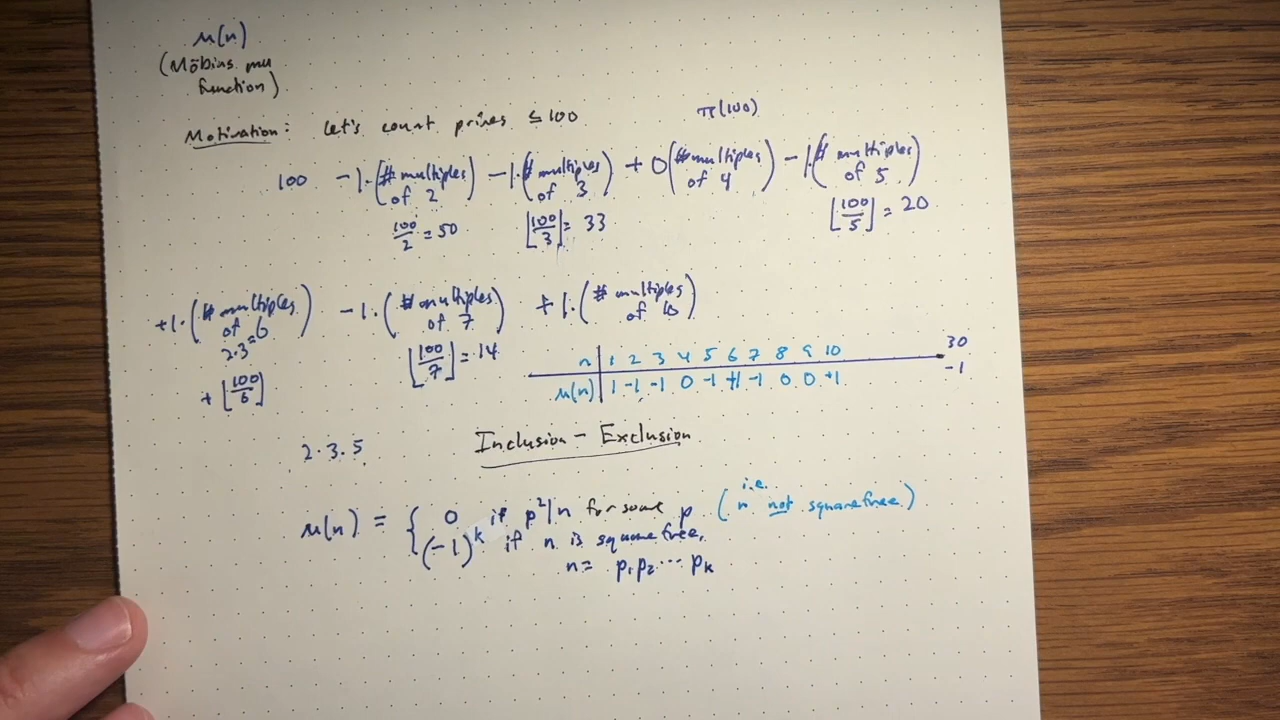 μ(n)
(Möbius mu
function)
Motivation: Let's count primes ≤ 100 π(100)
100 - 1·(# multiples of 2) - 1·(# multiples of 3) + 0(# multiples of 4) - 1·(# multiples of 5)
100/2 = 50 ⌊100/3⌋ = 33 ⌊100/5⌋ = 20
+1·(# multiples of 6) - 1·(# multiples of 7) + 1·(# multiples of 10)
2·3=
+ ⌊100/6⌋ ⌊100/7⌋ = 14
n 1 2 3 4 5 6 7 8 9 10 30
μ(n) 1 -1 -1 0 -1 +1 -1 0 0 +1 -1
2·3·5 Inclusion - Exclusion
μ(n) = { 0 if p²|n for some p (i.e. n not squarefree)
(-1)^k if n is squarefree,
n = p₁p₂···pₖ